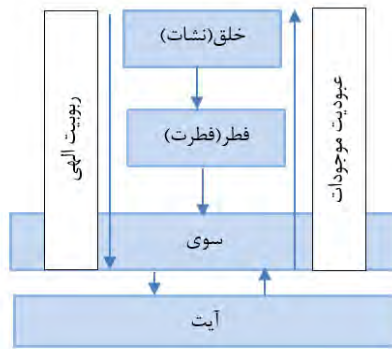 خلق(نشات)
عبودیت موجودات
ربوبیت الهی
فطر(فطرت)
سوی
آیت